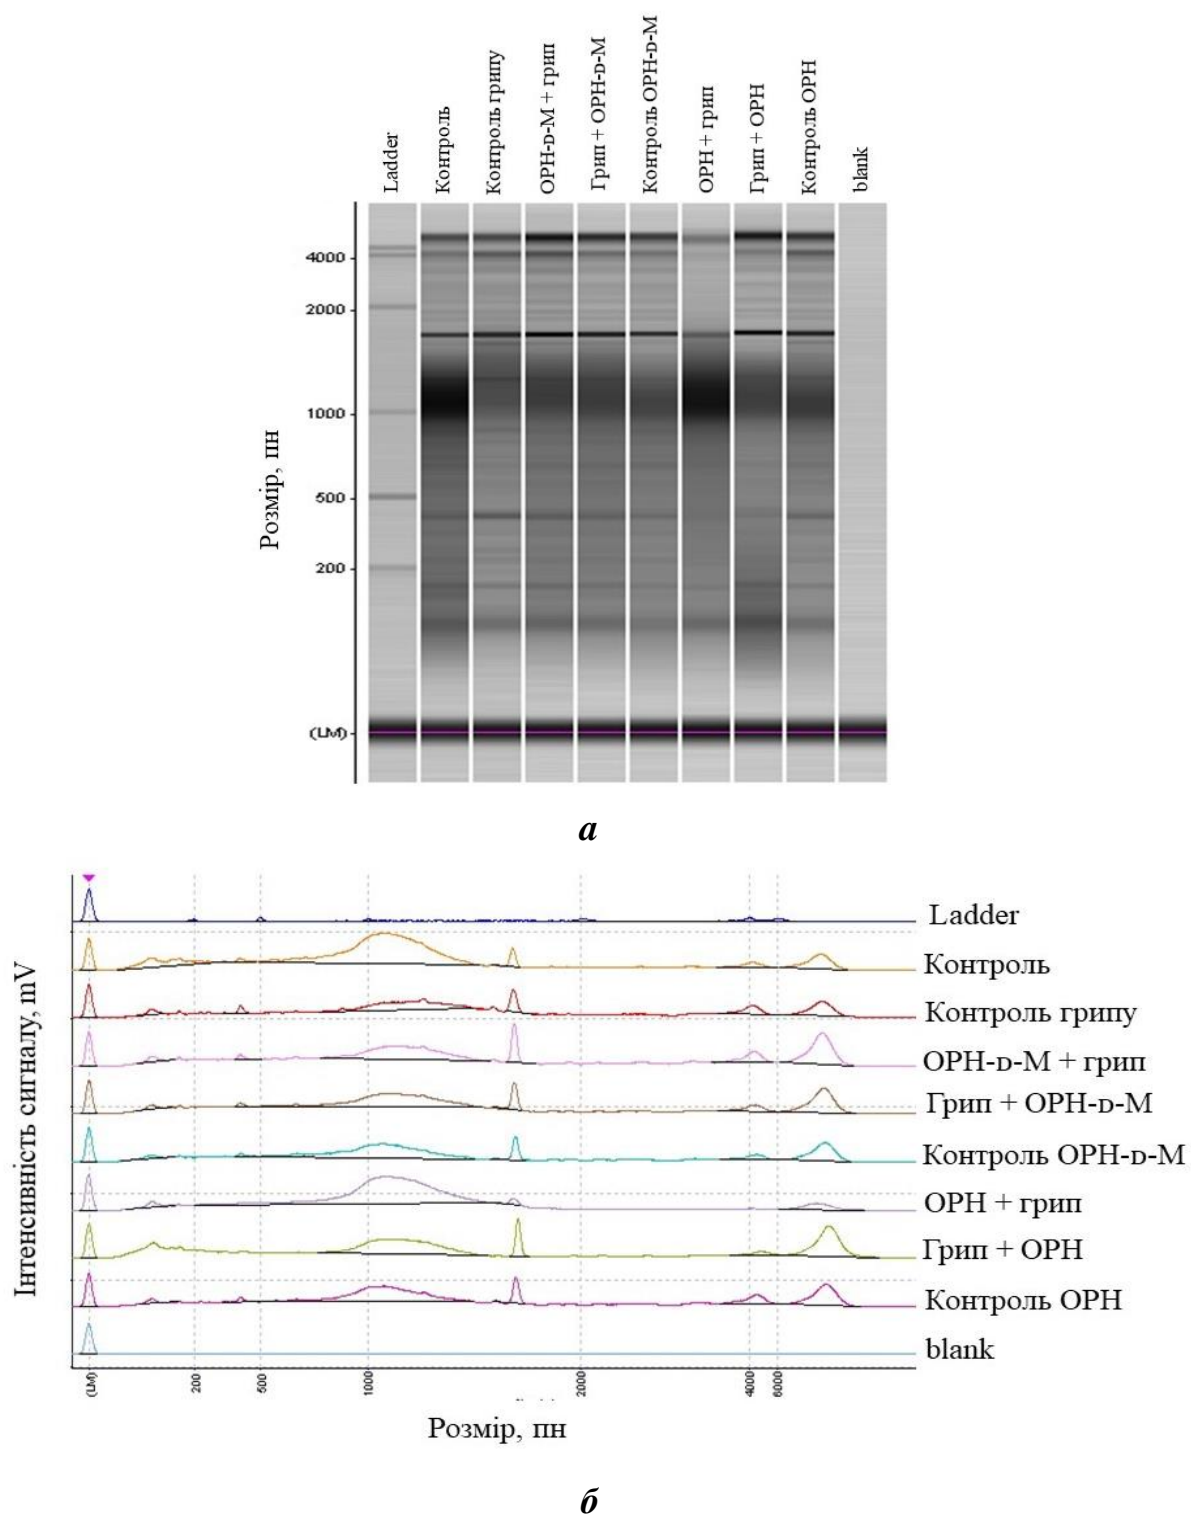 Ladder
Контроль
Контроль грипу
ОРН-D-М + грип
Грип + ОРН-D-М
Контроль ОРН-D-М
ОРН + грип
Грип + ОРН
Контроль ОРН
blank
Розмір, пн
4000
2000
1000
500
200
(LM)
а
Інтенсивність сигналу, mV
Ladder
Контроль
Контроль грипу
ОРН-D-М + грип
Грип + ОРН-D-М
Контроль ОРН-D-М
ОРН + грип
Грип + ОРН
Контроль ОРН
blank
(LM) 200 500 1000 2000 4000 6000
Розмір, пн
б